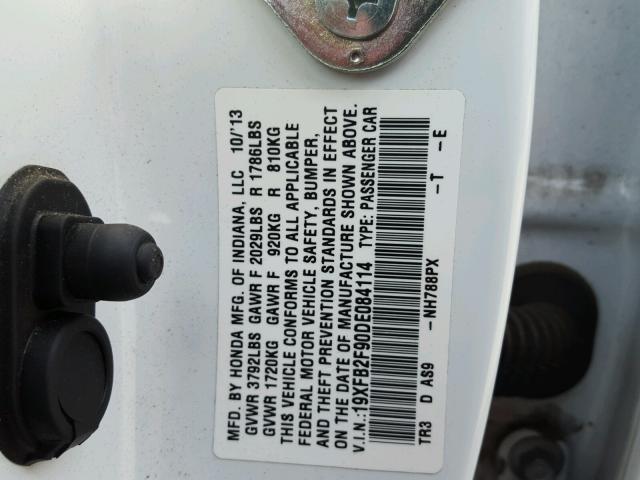 MFD. BY HONDA MFG. OF INDIANA, LLC 10/'13
GVWR 3792LBS GAWR F 2029LBS R 1786LBS
GVWR 1720KG GAWR F 920KG R 810KG
THIS VEHICLE CONFORMS TO ALL APPLICABLE
FEDERAL MOTOR VEHICLE SAFETY, BUMPER,
AND THEFT PREVENTION STANDARDS IN EFFECT
ON THE DATE OF MANUFACTURE SHOWN ABOVE.
V.I.N.:19XFB2F90DE084114 TYPE: PASSENGER CAR
TR3 D AS9 -NH788PX -T -E